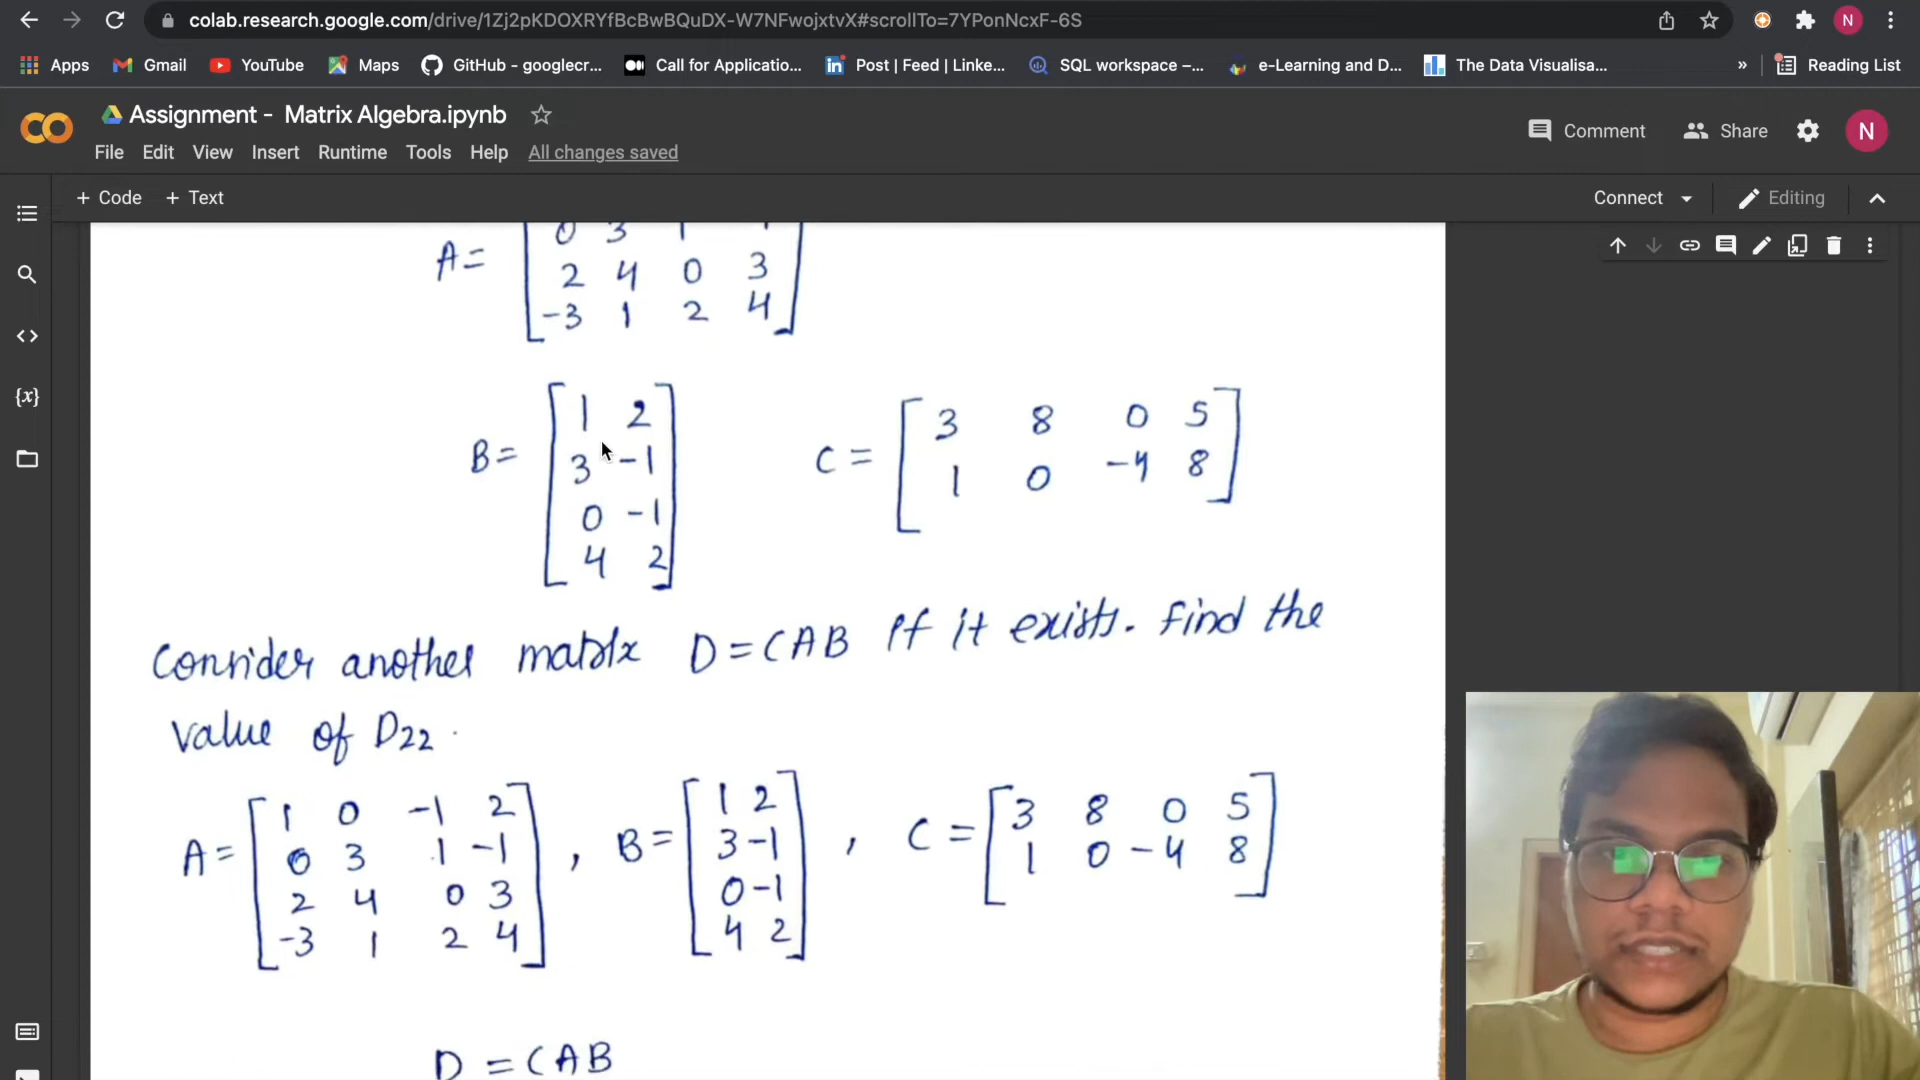 colab.research.google.com/drive/1Zj2pKDOXRYfBcBwBQuDX-W7NFwojxtvX#scrollTo=7YPonNcxF-6S
N
Apps Gmail YouTube Maps GitHub - googlecr... Call for Applicatio... Post | Feed | Linke... SQL workspace –... e-Learning and D... The Data Visualisa... » Reading List
Assignment - Matrix Algebra.ipynb
Comment Share N
File Edit View Insert Runtime Tools Help All changes saved
+ Code + Text Connect Editing
A = 0 3 1
2 4 0 3
-3 1 2 4
B = 1 2
3 -1
0 -1
4 2
C = 3 8 0 5
1 0 -4 8
Consider another matrix D = CAB if it exists. Find the
value of D22.
A = 1 0 -1 2
0 3 1 -1
2 4 0 3
-3 1 2 4
, B = 1 2
3 -1
0 -1
4 2
, C = 3 8 0 5
1 0 -4 8
D = CAB